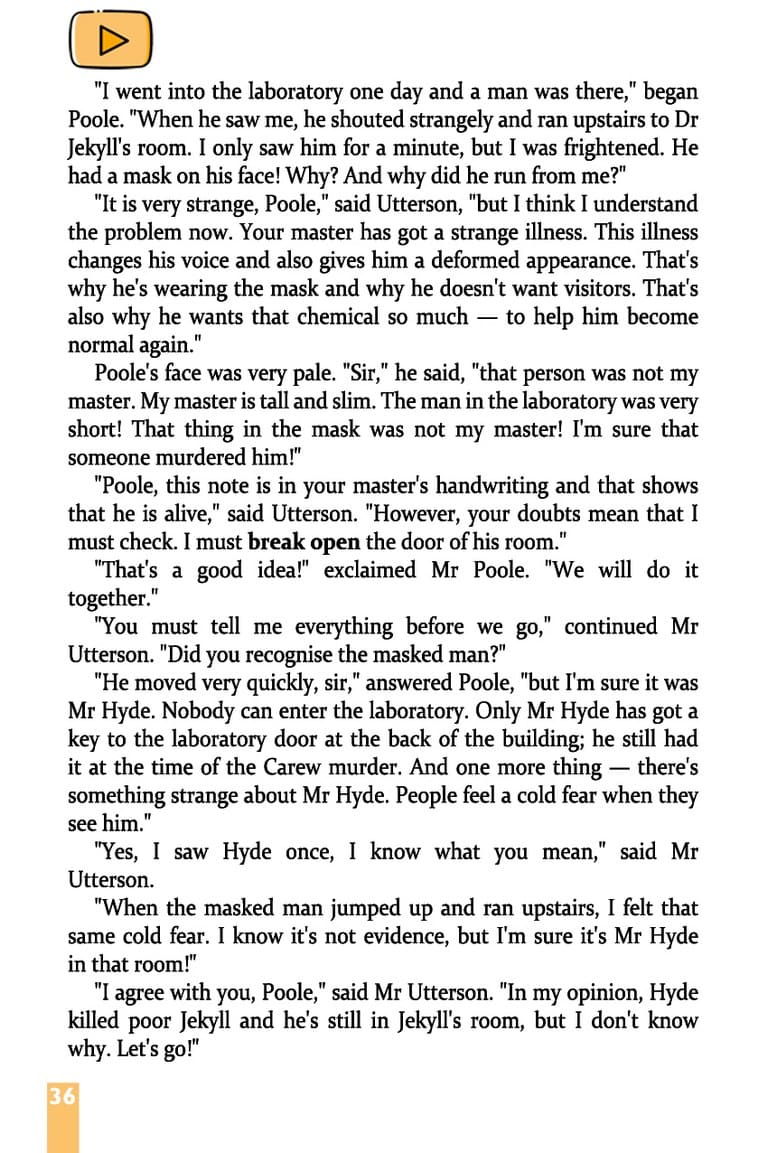 "I went into the laboratory one day and a man was there," began
Poole. "When he saw me, he shouted strangely and ran upstairs to Dr
Jekyll's room. I only saw him for a minute, but I was frightened. He
had a mask on his face! Why? And why did he run from me?"
"It is very strange, Poole," said Utterson, "but I think I understand
the problem now. Your master has got a strange illness. This illness
changes his voice and also gives him a deformed appearance. That's
why he's wearing the mask and why he doesn't want visitors. That's
also why he wants that chemical so much — to help him become
normal again."
Poole's face was very pale. "Sir," he said, "that person was not my
master. My master is tall and slim. The man in the laboratory was very
short! That thing in the mask was not my master! I'm sure that
someone murdered him!"
"Poole, this note is in your master's handwriting and that shows
that he is alive," said Utterson. "However, your doubts mean that I
must check. I must break open the door of his room."
"That's a good idea!" exclaimed Mr Poole. "We will do it
together."
"You must tell me everything before we go," continued Mr
Utterson. "Did you recognise the masked man?"
"He moved very quickly, sir," answered Poole, "but I'm sure it was
Mr Hyde. Nobody can enter the laboratory. Only Mr Hyde has got a
key to the laboratory door at the back of the building; he still had
it at the time of the Carew murder. And one more thing — there's
something strange about Mr Hyde. People feel a cold fear when they
see him."
"Yes, I saw Hyde once, I know what you mean," said Mr
Utterson.
"When the masked man jumped up and ran upstairs, I felt that
same cold fear. I know it's not evidence, but I'm sure it's Mr Hyde
in that room!"
"I agree with you, Poole," said Mr Utterson. "In my opinion, Hyde
killed poor Jekyll and he's still in Jekyll's room, but I don't know
why. Let's go!"
36